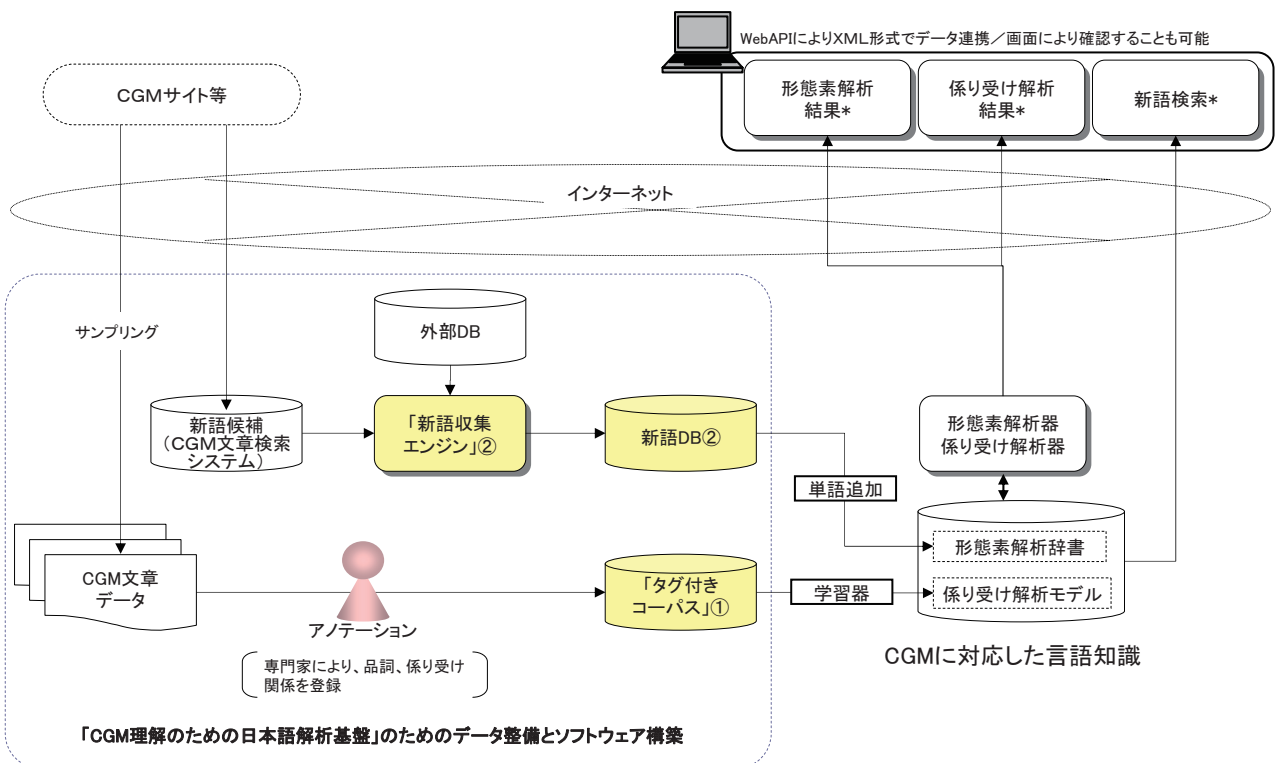 WebAPIによりXML形式でデータ連携／画面により確認することも可能
CGMサイト等
形態素解析
結果*
係り受け解析
結果*
新語検索*
インターネット
サンプリング
外部DB
新語候補
（CGM文章検索
システム）
「新語収集
エンジン」②
新語DB②
形態素解析器
係り受け解析器
単語追加
形態素解析辞書
CGM文章
データ
「タグ付き
コーパス」①
学習器
係り受け解析モデル
アノテーション
専門家により、品詞、係り受け
関係を登録
CGMに対応した言語知識
「CGM理解のための日本語解析基盤」のためのデータ整備とソフトウェア構築